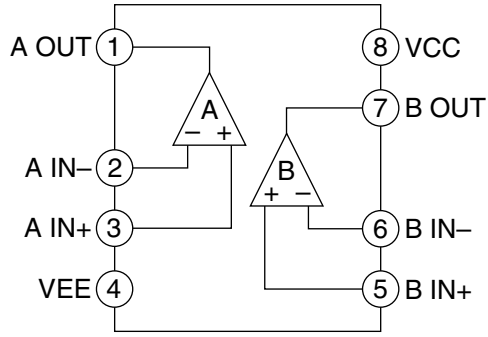 A OUT 1
8 VCC
A
7 B OUT
− +
A IN− 2
B
+ −
A IN+ 3
6 B IN−
VEE 4
5 B IN+